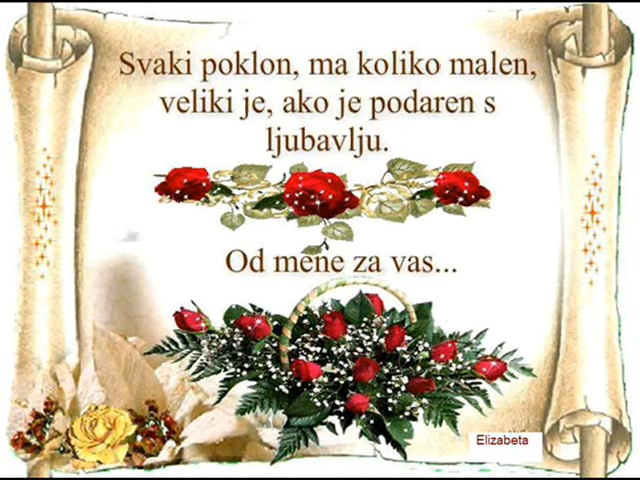 Svaki poklon, ma koliko malen,
veliki je, ako je podaren s
ljubavlju.
Od mene za vas...
Elizabeta